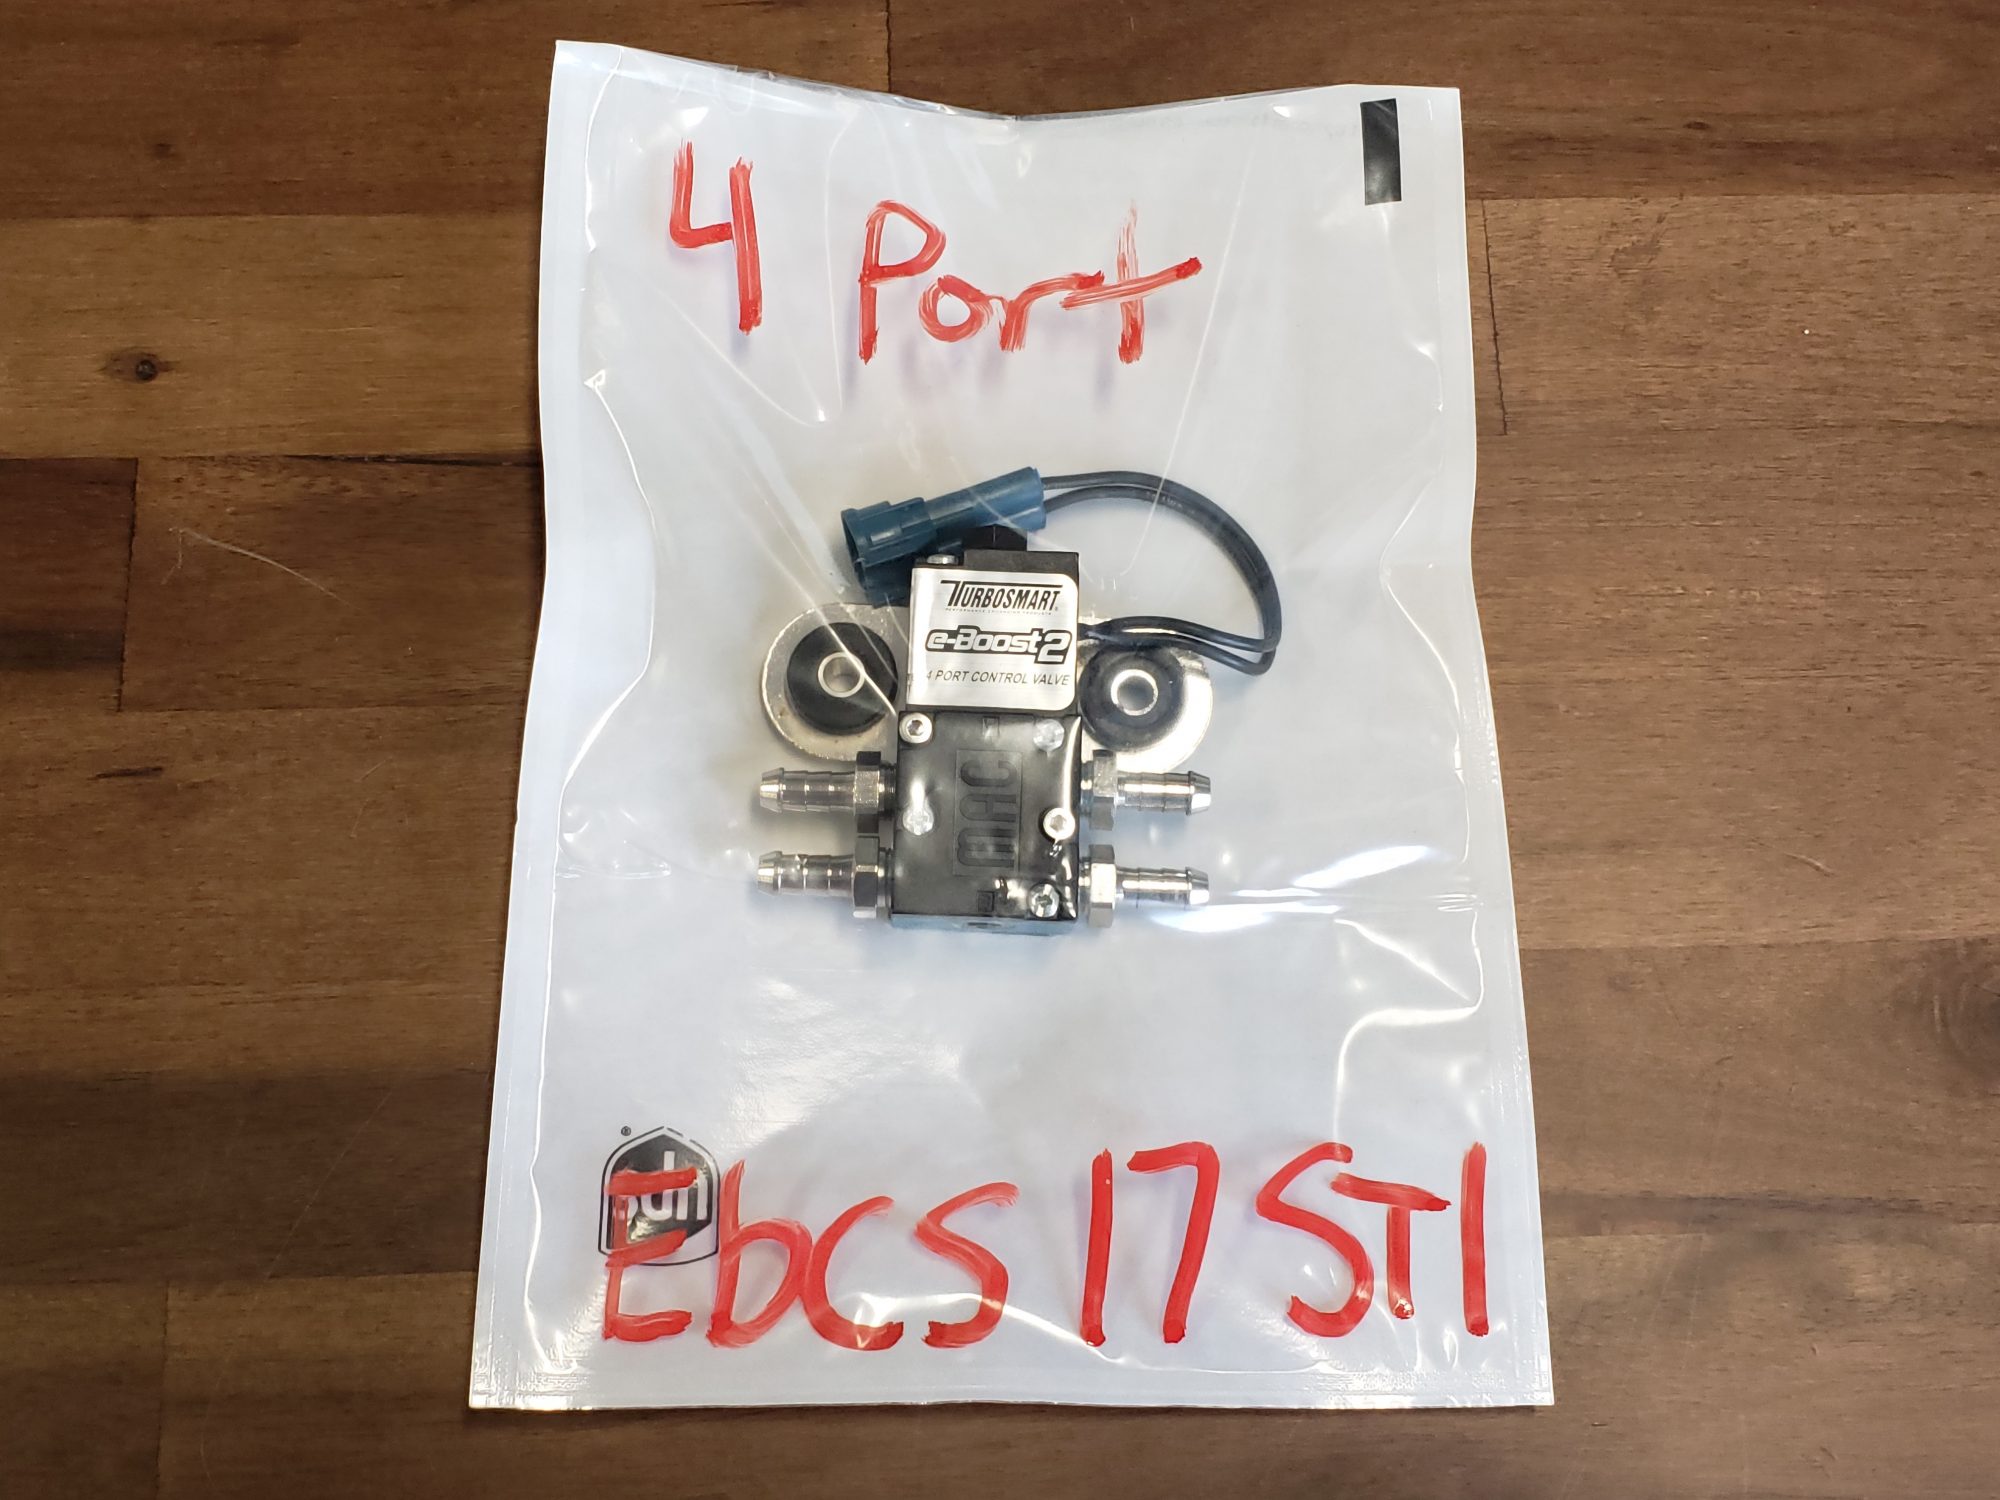 4 Port
TURBOSMART
e-Boost2
4 PORT CONTROL VALVE
MAC
EbCS 17 STI